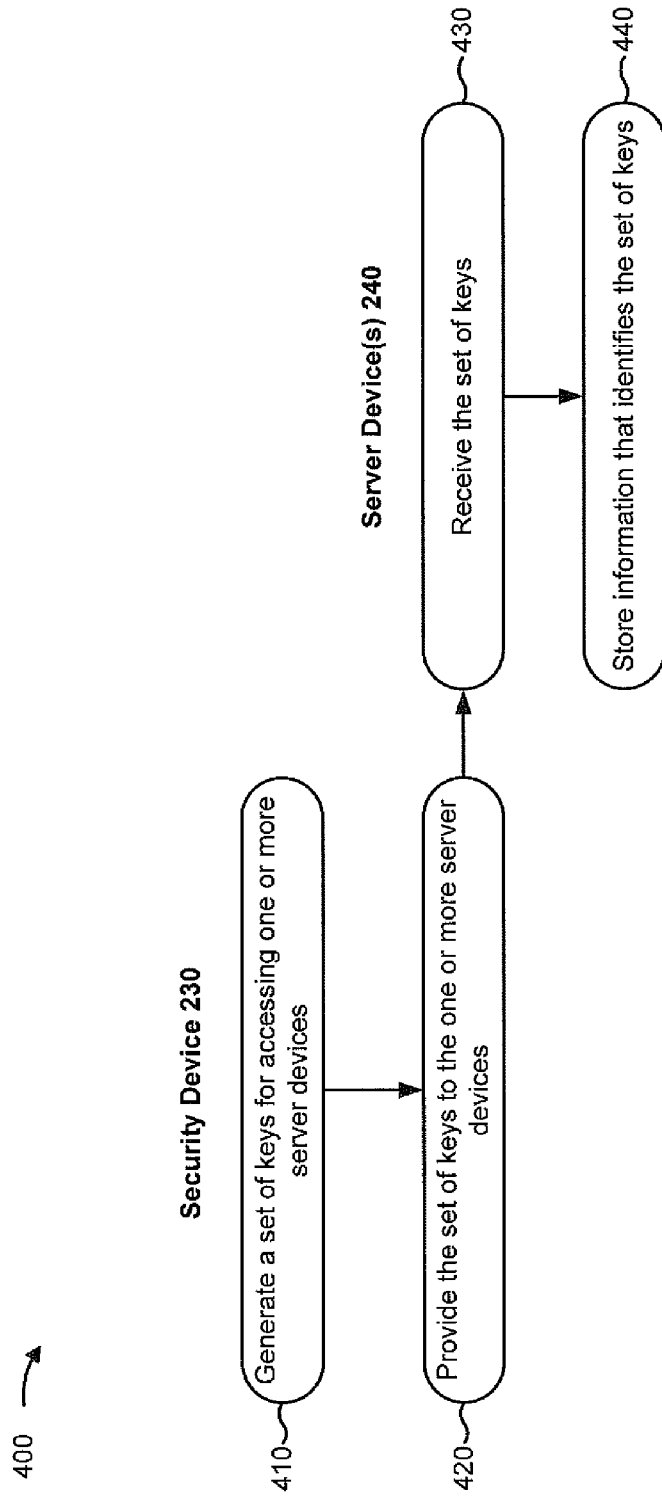 400
Security Device 230
Server Device(s) 240
410
Generate a set of keys for accessing one or more
server devices
420
Provide the set of keys to the one or more server
devices
Receive the set of keys
430
Store information that identifies the set of keys
440